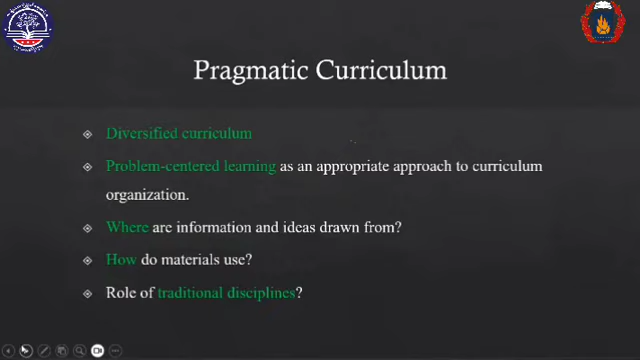 Pragmatic Curriculum
Diversified curriculum
Problem-centered learning as an appropriate approach to curriculum
organization.
Where are information and ideas drawn from?
How do materials use?
Role of traditional disciplines?